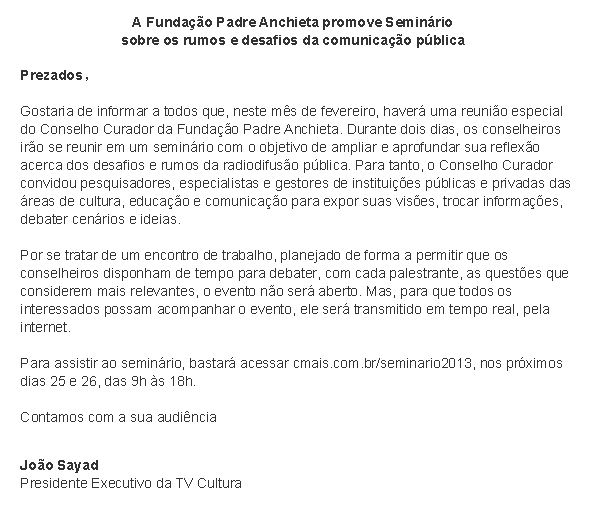 A Fundação Padre Anchieta promove Seminário
sobre os rumos e desafios da comunicação pública
Prezados,
Gostaria de informar a todos que, neste mês de fevereiro, haverá uma reunião especial
do Conselho Curador da Fundação Padre Anchieta. Durante dois dias, os conselheiros
irão se reunir em um seminário com o objetivo de ampliar e aprofundar sua reflexão
acerca dos desafios e rumos da radiodifusão pública. Para tanto, o Conselho Curador
convidou pesquisadores, especialistas e gestores de instituições públicas e privadas das
áreas de cultura, educação e comunicação para expor suas visões, trocar informações,
debater cenários e ideias.
Por se tratar de um encontro de trabalho, planejado de forma a permitir que os
conselheiros disponham de tempo para debater, com cada palestrante, as questões que
considerem mais relevantes, o evento não será aberto. Mas, para que todos os
interessados possam acompanhar o evento, ele será transmitido em tempo real, pela
internet.
Para assistir ao seminário, bastará acessar cmais.com.br/seminario2013, nos próximos
dias 25 e 26, das 9h às 18h.
Contamos com a sua audiência
João Sayad
Presidente Executivo da TV Cultura